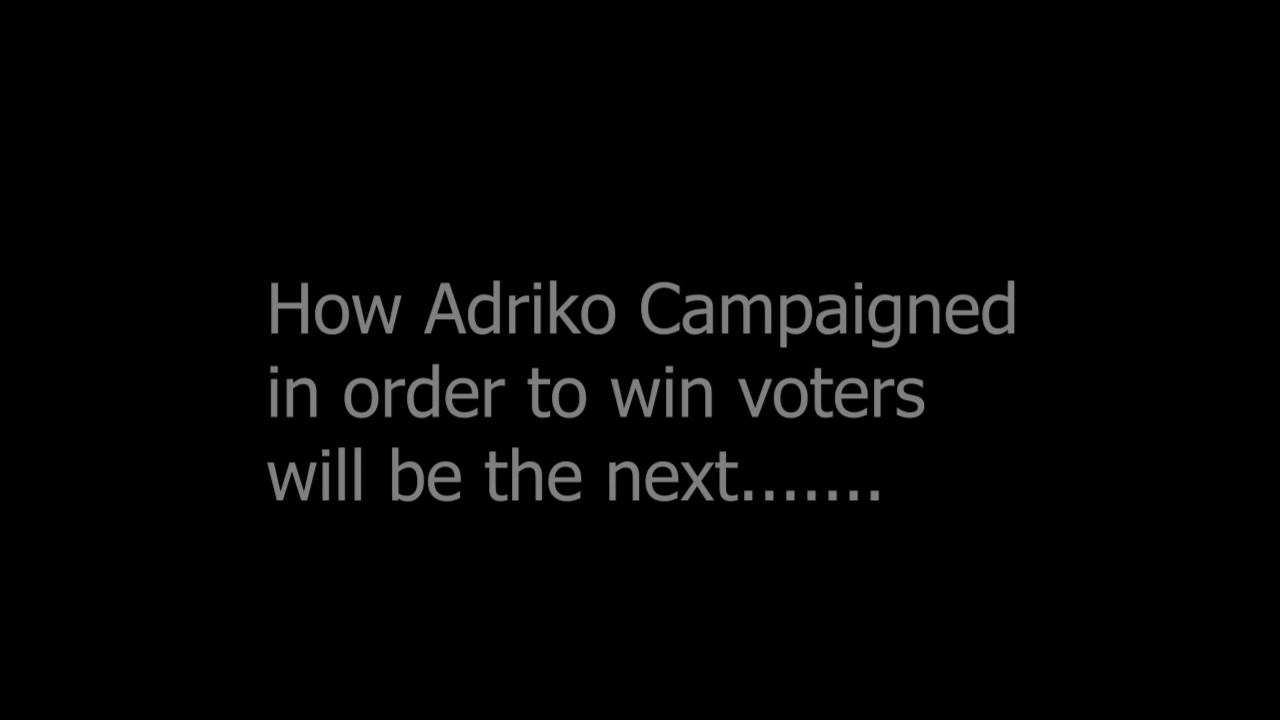 How Adriko Campaigned
in order to win voters
will be the next.......